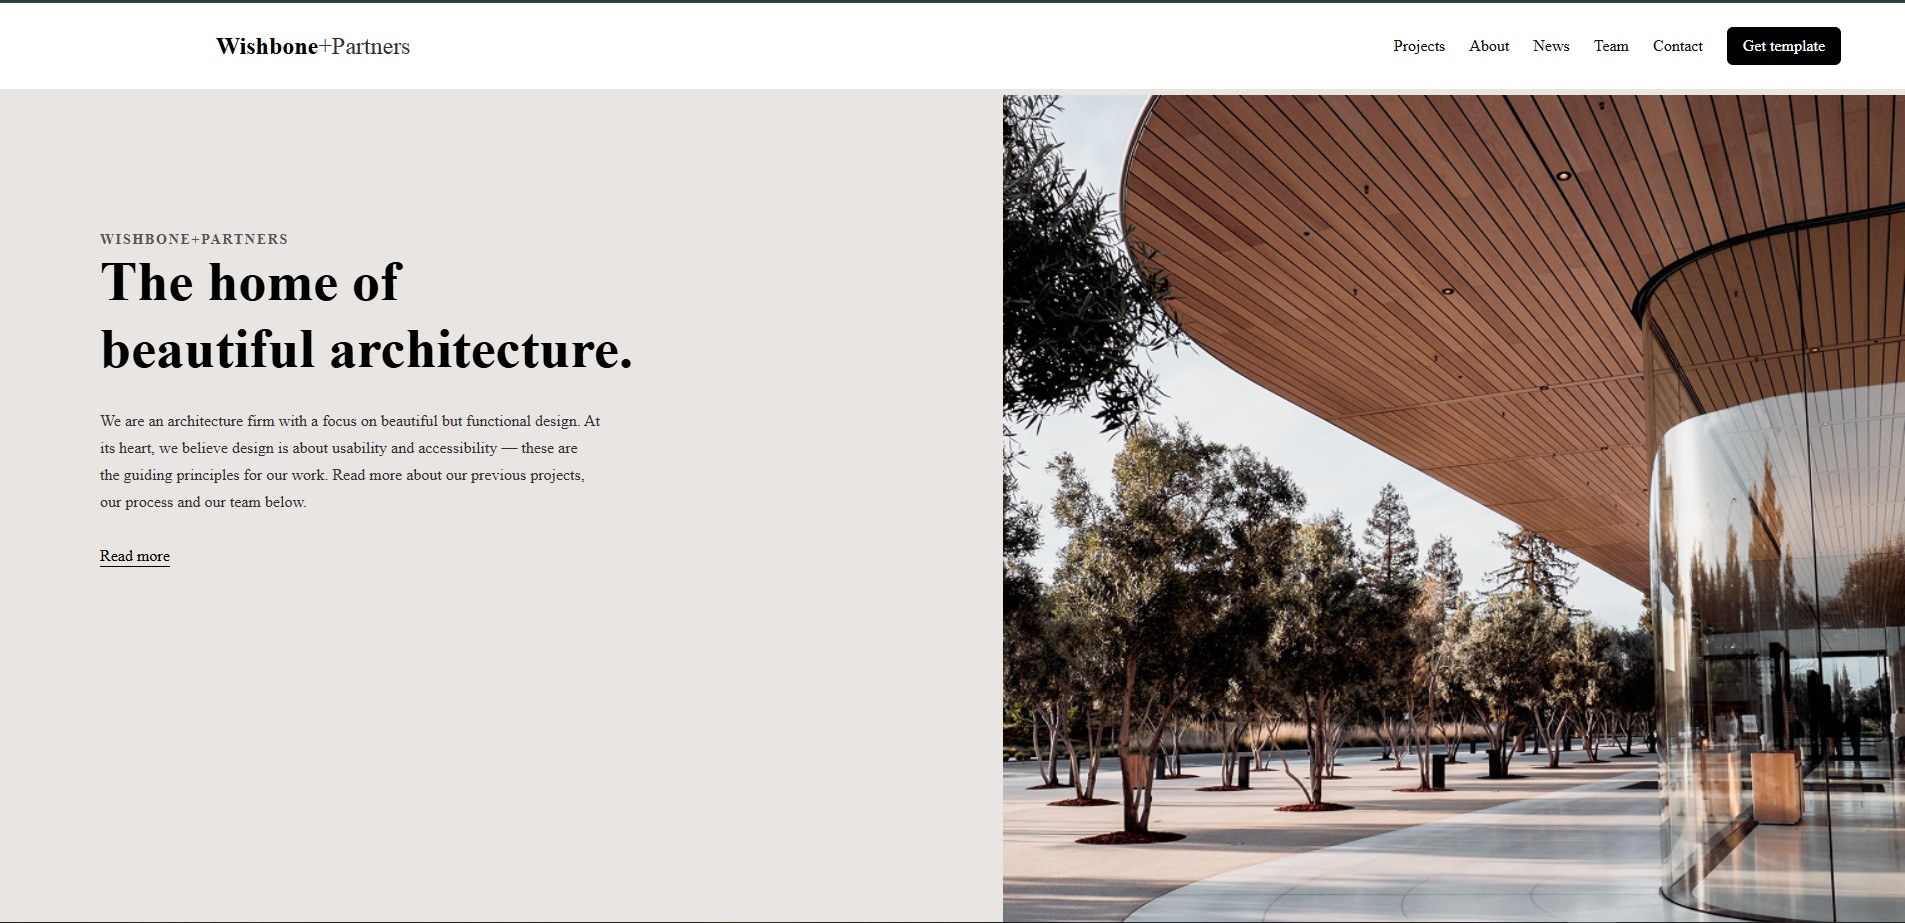 Wishbone+Partners
Projects About News Team Contact Get template
WISHBONE+PARTNERS
The home of
beautiful architecture.
We are an architecture firm with a focus on beautiful but functional design. At
its heart, we believe design is about usability and accessibility — these are
the guiding principles for our work. Read more about our previous projects,
our process and our team below.
Read more